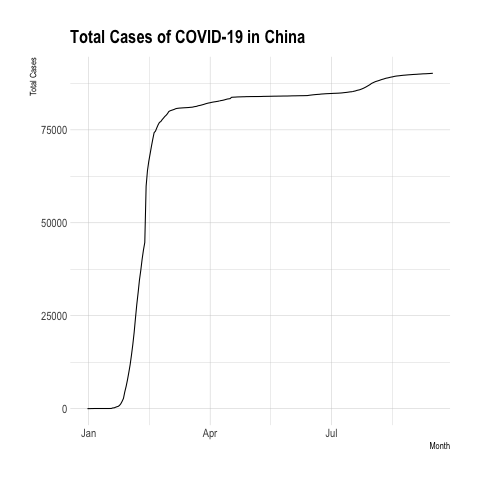 Total Cases of COVID-19 in China
Total Cases
75000
50000
25000
0
Jan
Apr
Jul
Month